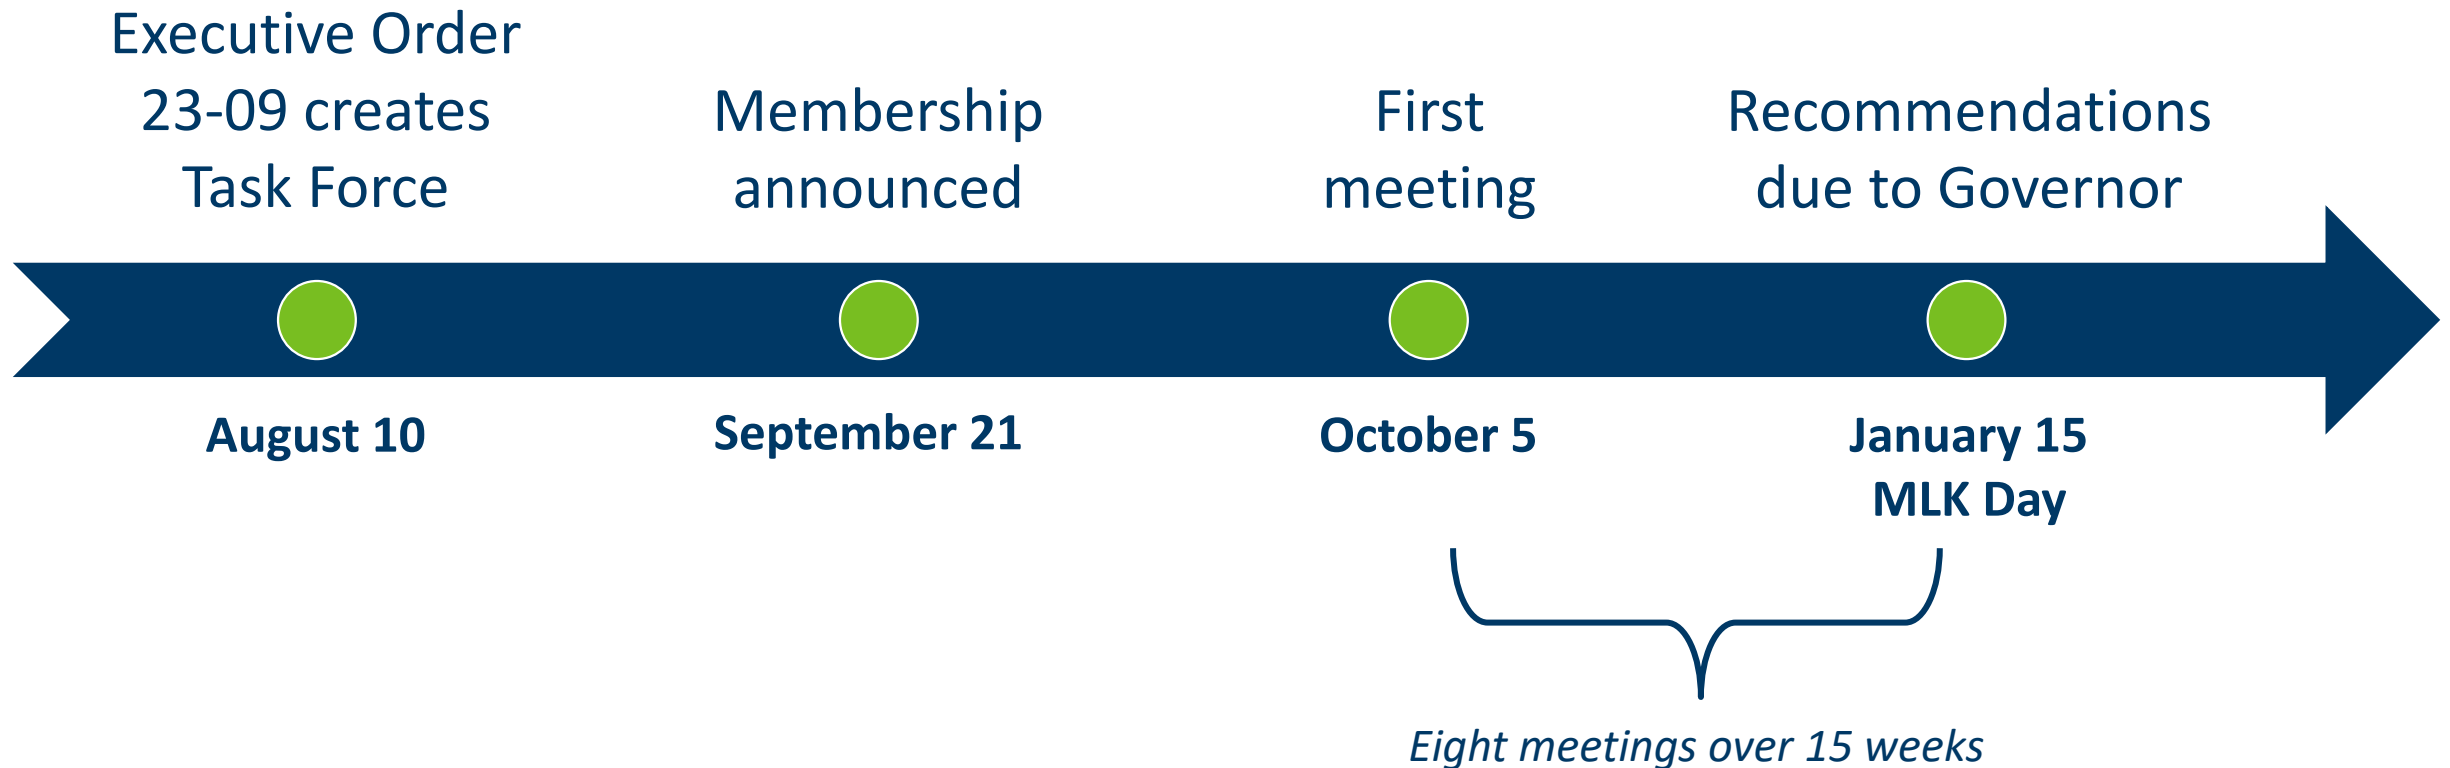 Executive Order
23-09 creates
Task Force
Membership
announced
First
meeting
Recommendations
due to Governor
August 10
September 21
October 5
January 15
MLK Day
Eight meetings over 15 weeks